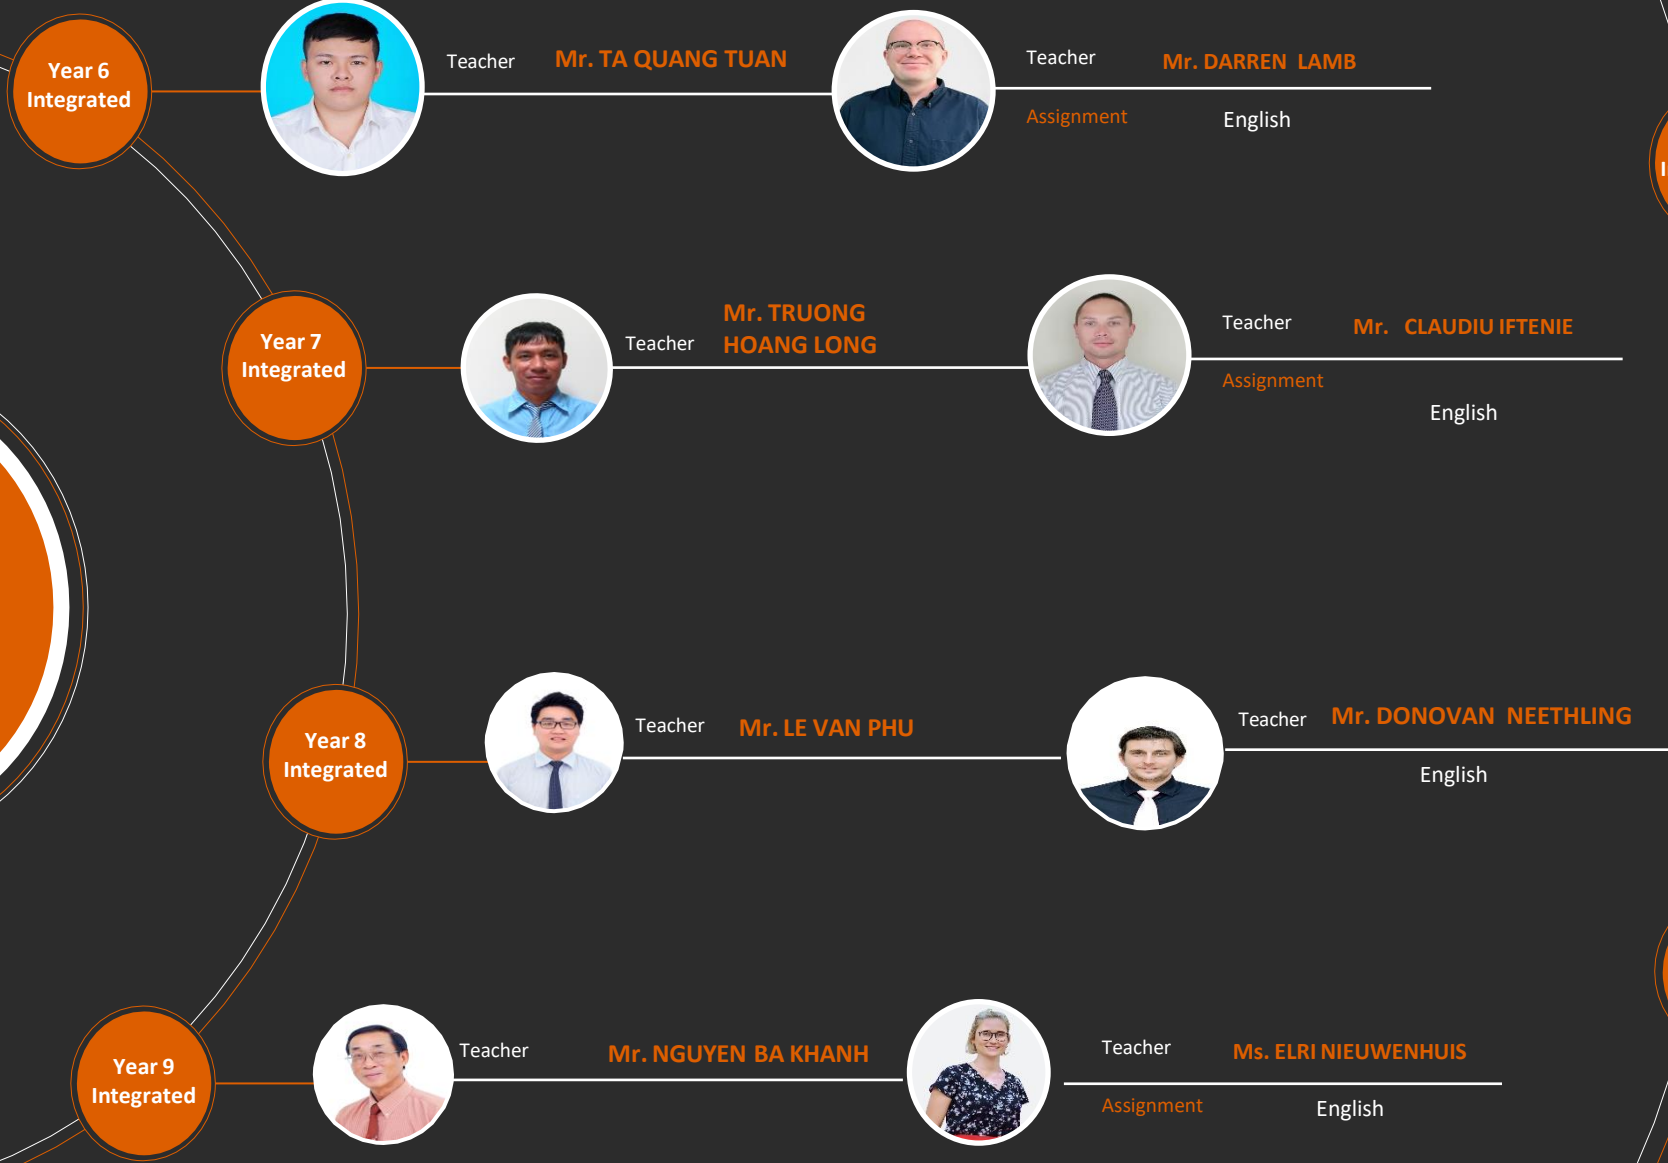 Year 6
Integrated
Teacher
Mr. TA QUANG TUAN
Teacher
Mr. DARREN LAMB
Assignment
English
Year 7
Integrated
Teacher
Mr. TRUONG
HOANG LONG
Teacher
Mr. CLAUDIU IFTENIE
Assignment
English
Year 8
Integrated
Teacher
Mr. LE VAN PHU
Teacher
Mr. DONOVAN NEETHLING
English
Year 9
Integrated
Teacher
Mr. NGUYEN BA KHANH
Teacher
Ms. ELRI NIEUWENHUIS
Assignment
English